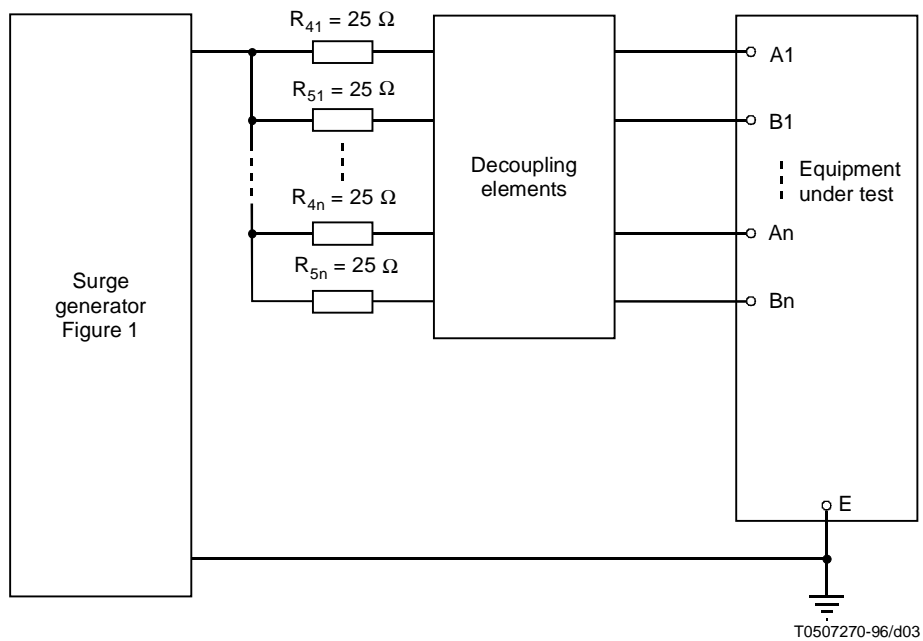 R41 = 25 Ω
A1
R51 = 25 Ω
B1
Decoupling
elements
Equipment
under test
R4n = 25 Ω
An
R5n = 25 Ω
Bn
Surge
generator
Figure 1
E
T0507270-96/d03